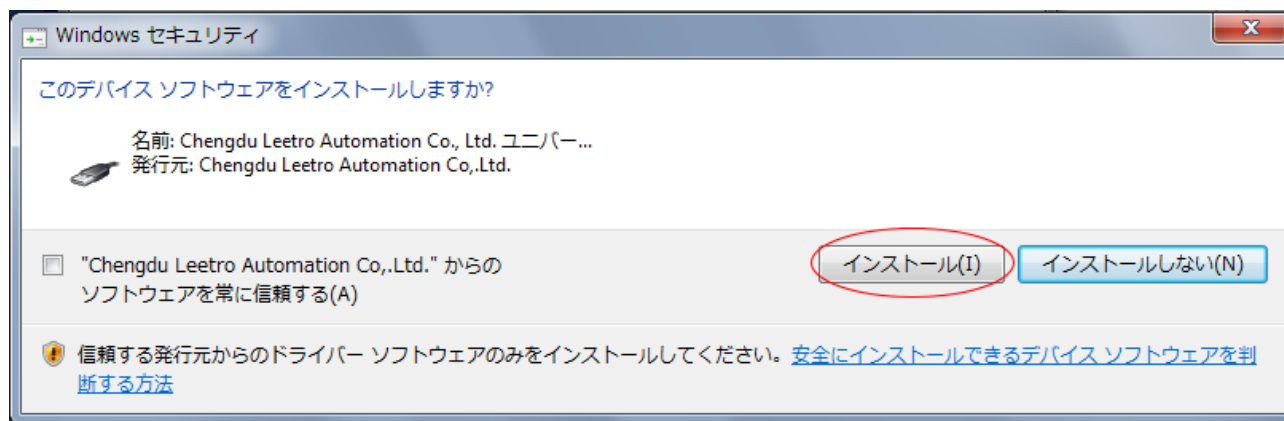 Windows セキュリティ
このデバイス ソフトウェアをインストールしますか?
名前: Chengdu Leetro Automation Co., Ltd. ユニバー...
発行元: Chengdu Leetro Automation Co,.Ltd.
"Chengdu Leetro Automation Co,.Ltd." からの
ソフトウェアを常に信頼する(A)
インストール(I)
インストールしない(N)
信頼する発行元からのドライバー ソフトウェアのみをインストールしてください。安全にインストールできるデバイス ソフトウェアを判
断する方法